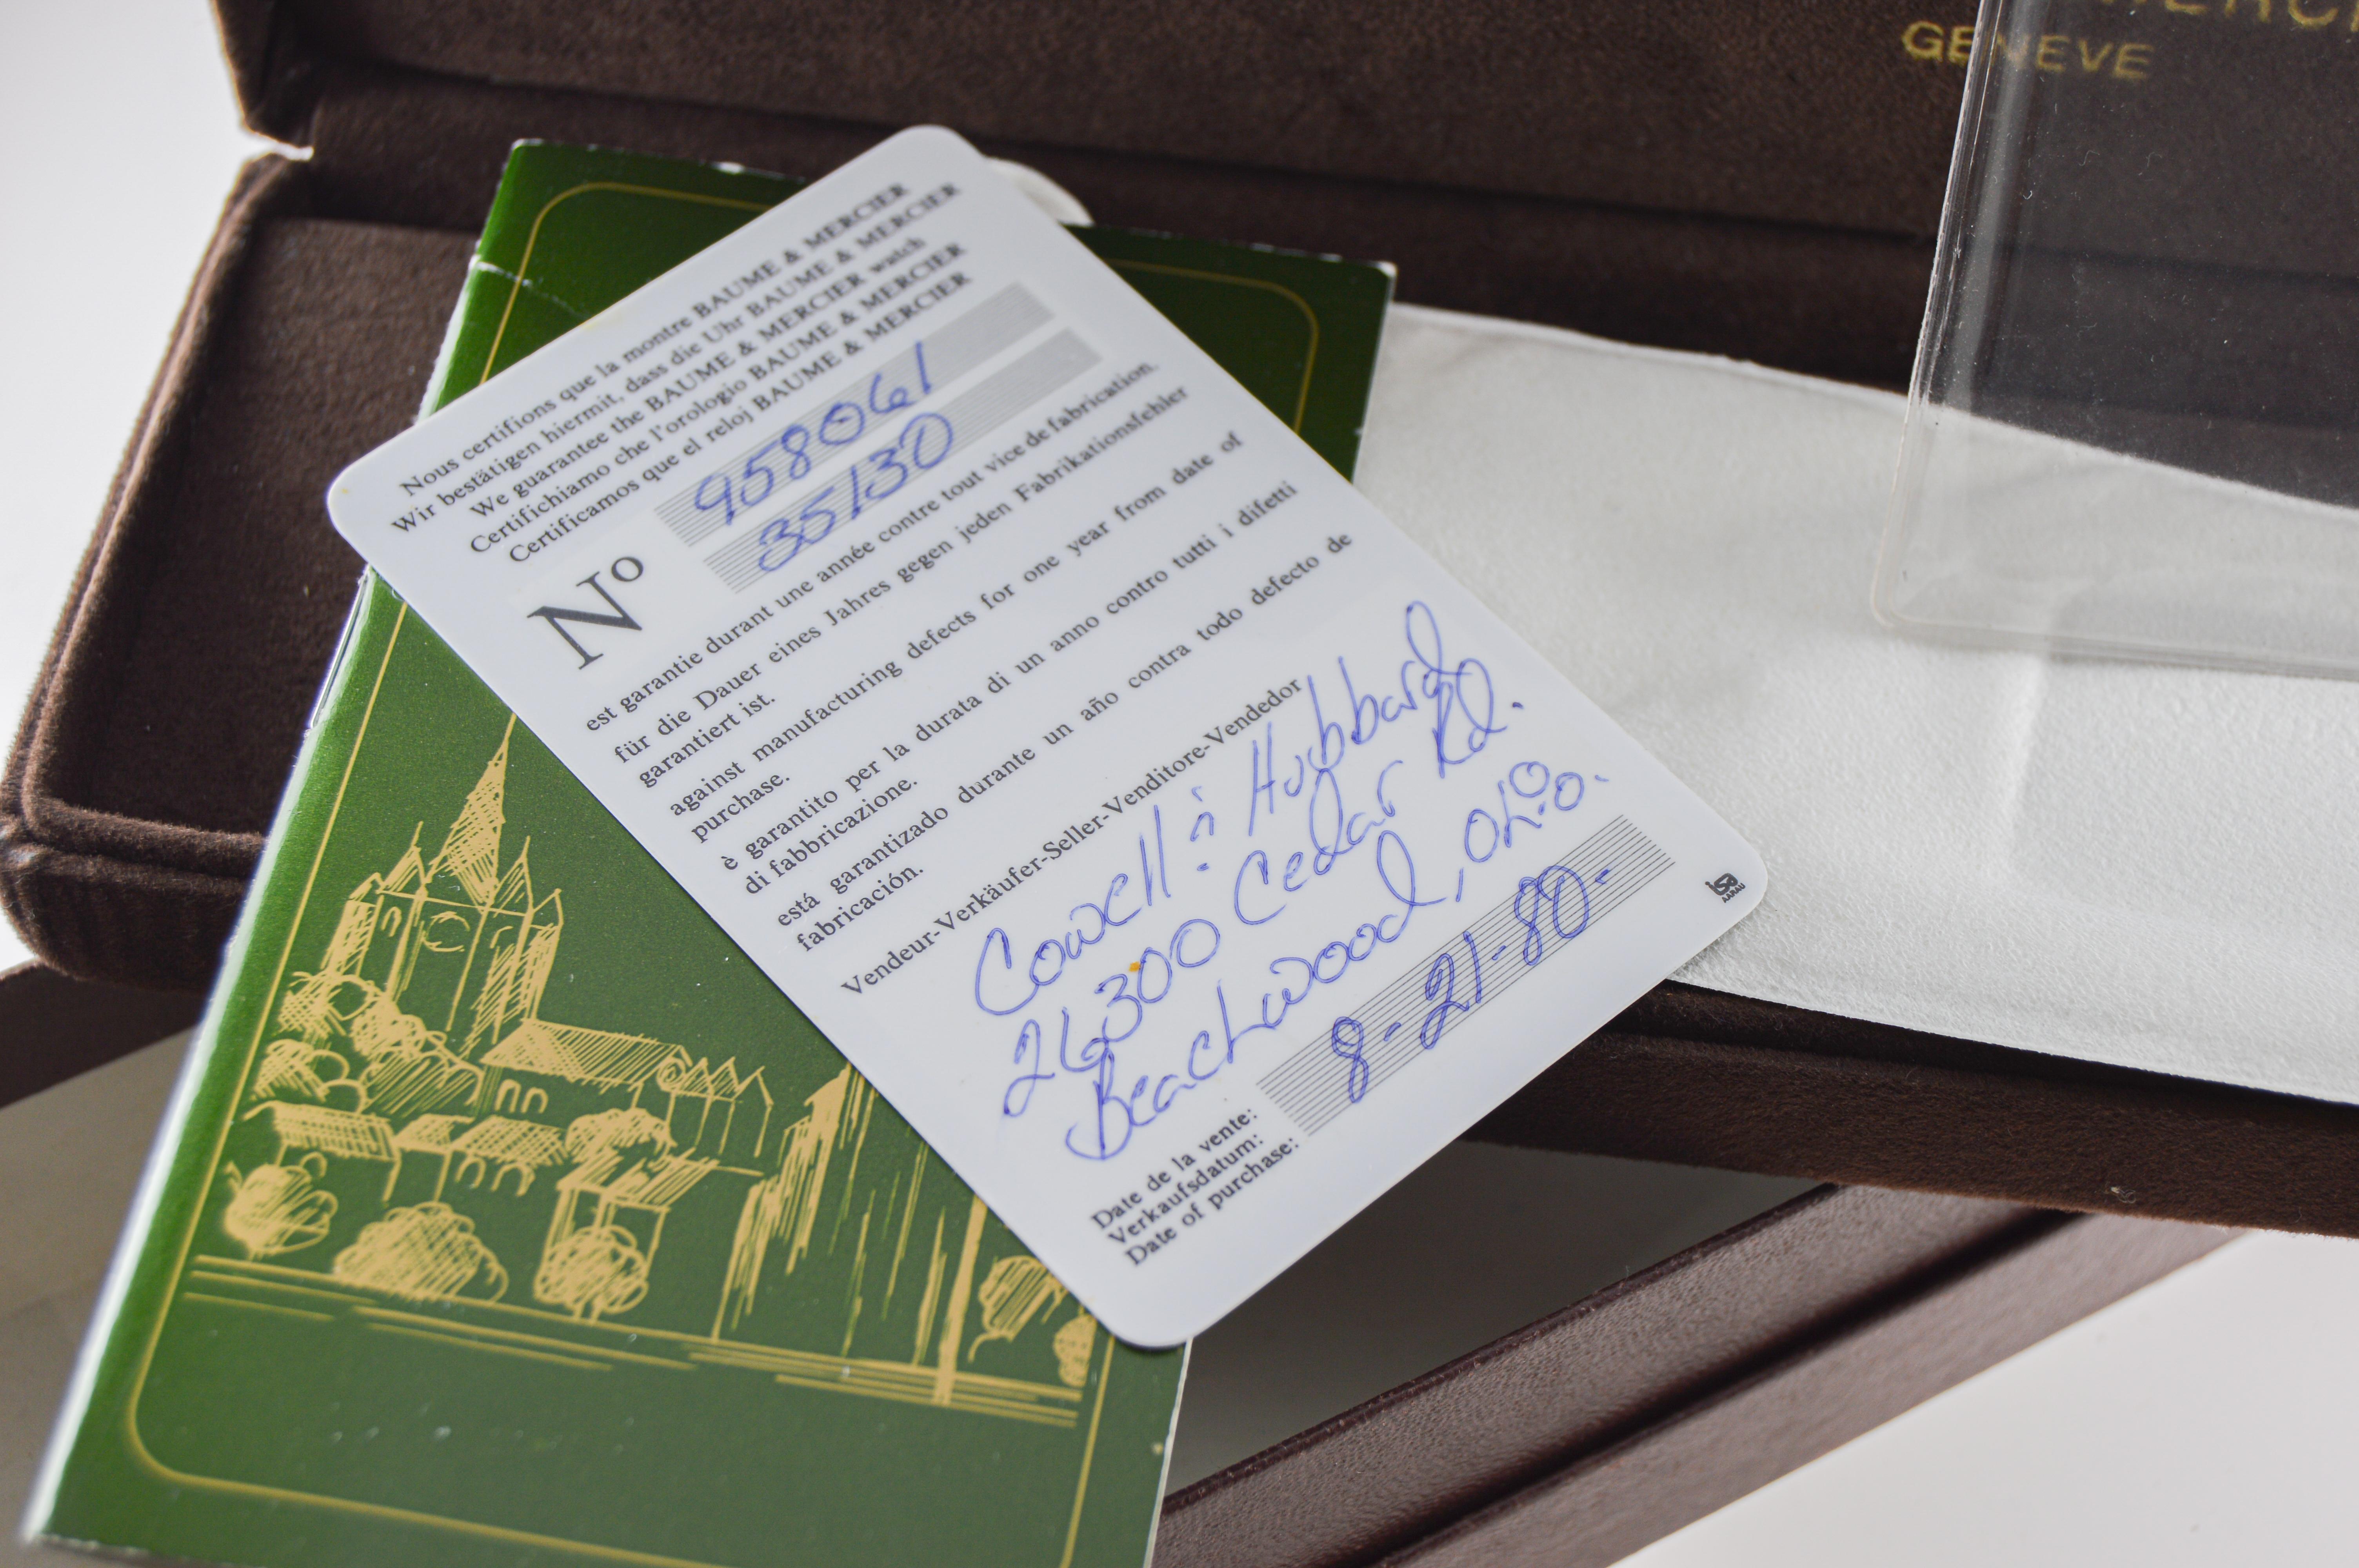 GENEVE
Nous certifions que la montre BAUME & MERCIER
Wir bestätigen hiermit, dass die Uhr BAUME & MERCIER
We guarantee the BAUME & MERCIER watch
Certifichiamo che l'orologio BAUME & MERCIER
Certificamos que el reloj BAUME & MERCIER
No
958061
35130
est garantie durant une année contre tout vice de fabrication.
für die Dauer eines Jahres gegen jeden Fabrikationsfehler
garantiert ist.
against manufacturing defects for one year from date of
purchase.
è garantito per la durata di un anno contro tutti i difetti
di fabbricazione.
está garantizado durante un año contra todo defecto de
fabricación.
Vendeur-Verkäufer-Seller-Venditore-Vendedor
Cowell & Hubbard
26300 Cedar Rd.
Beachwood, Ohio.
8-21-80-
Date de la vente:
Verkaufsdatum:
Date of purchase:
AARAU